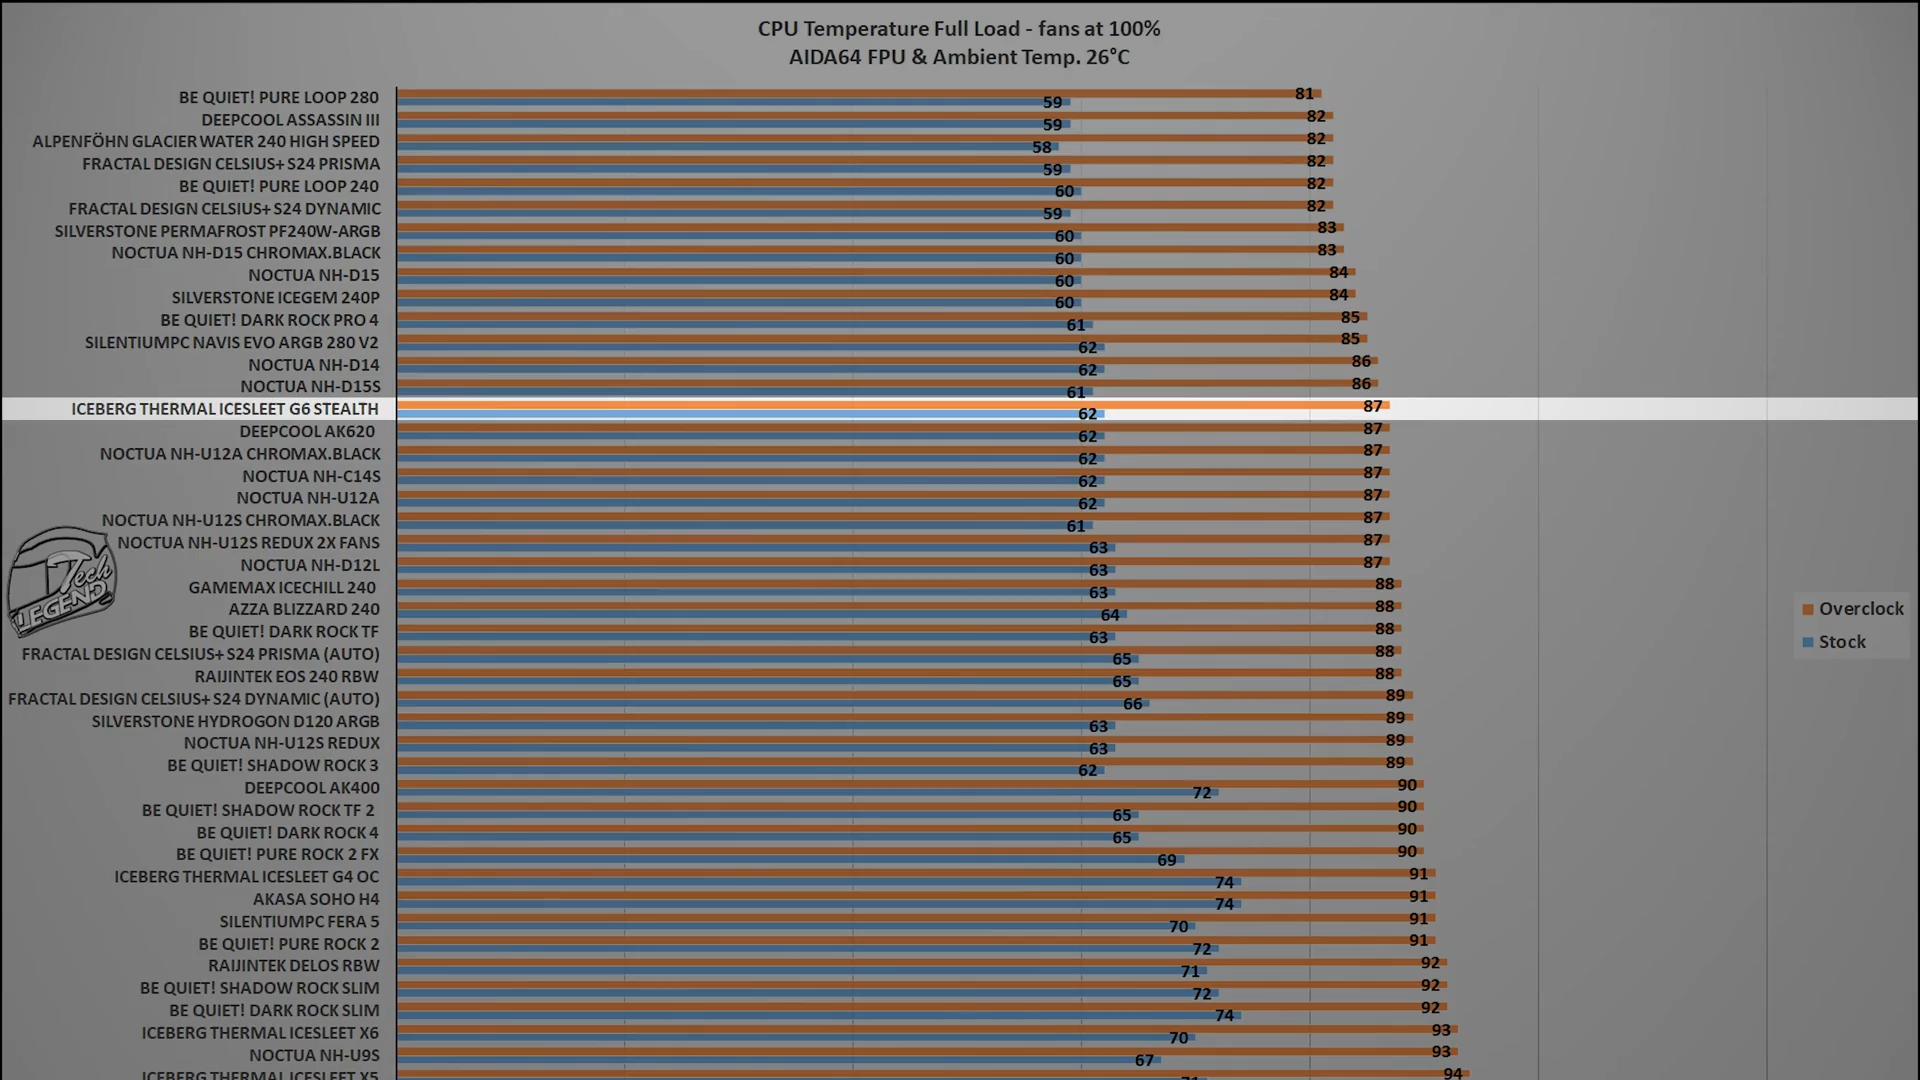 CPU Temperature Full Load - fans at 100%
AIDA64 FPU & Ambient Temp. 26°C
BE QUIET! PURE LOOP 280 81 59
DEEPCOOL ASSASSIN III 82 59
ALPENFÖHN GLACIER WATER 240 HIGH SPEED 82 58
FRACTAL DESIGN CELSIUS+ S24 PRISMA 82 59
BE QUIET! PURE LOOP 240 82 60
FRACTAL DESIGN CELSIUS+ S24 DYNAMIC 82 59
SILVERSTONE PERMAFROST PF240W-ARGB 83 60
NOCTUA NH-D15 CHROMAX.BLACK 83 60
NOCTUA NH-D15 84 60
SILVERSTONE ICEGEM 240P 84 60
BE QUIET! DARK ROCK PRO 4 85 61
SILENTIUMPC NAVIS EVO ARGB 280 V2 85 62
NOCTUA NH-D14 86 62
NOCTUA NH-D15S 86 61
ICEBERG THERMAL ICESLEET G6 STEALTH 87 62
DEEPCOOL AK620 87 62
NOCTUA NH-U12A CHROMAX.BLACK 87 62
NOCTUA NH-C14S 87 62
NOCTUA NH-U12A 87 62
NOCTUA NH-U12S CHROMAX.BLACK 87 61
NOCTUA NH-U12S REDUX 2X FANS 87 63
NOCTUA NH-D12L 87 63
GAMEMAX ICECHILL 240 88 63
AZZA BLIZZARD 240 88 64
BE QUIET! DARK ROCK TF 88 63
FRACTAL DESIGN CELSIUS+ S24 PRISMA (AUTO) 88 65
RAIJINTEK EOS 240 RBW 88 65
FRACTAL DESIGN CELSIUS+ S24 DYNAMIC (AUTO) 89 66
SILVERSTONE HYDROGON D120 ARGB 89 63
NOCTUA NH-U12S REDUX 89 63
BE QUIET! SHADOW ROCK 3 89 62
DEEPCOOL AK400 90 72
BE QUIET! SHADOW ROCK TF 2 90 65
BE QUIET! DARK ROCK 4 90 65
BE QUIET! PURE ROCK 2 FX 90 69
ICEBERG THERMAL ICESLEET G4 OC 91 74
AKASA SOHO H4 91 74
SILENTIUMPC FERA 5 91 70
BE QUIET! PURE ROCK 2 91 72
RAIJINTEK DELOS RBW 92 71
BE QUIET! SHADOW ROCK SLIM 92 72
BE QUIET! DARK ROCK SLIM 92 74
ICEBERG THERMAL ICESLEET X6 93 70
NOCTUA NH-U9S 93 67
ICEBERG THERMAL ICESLEET X5 94
Overclock
Stock
Tech
LEGEND